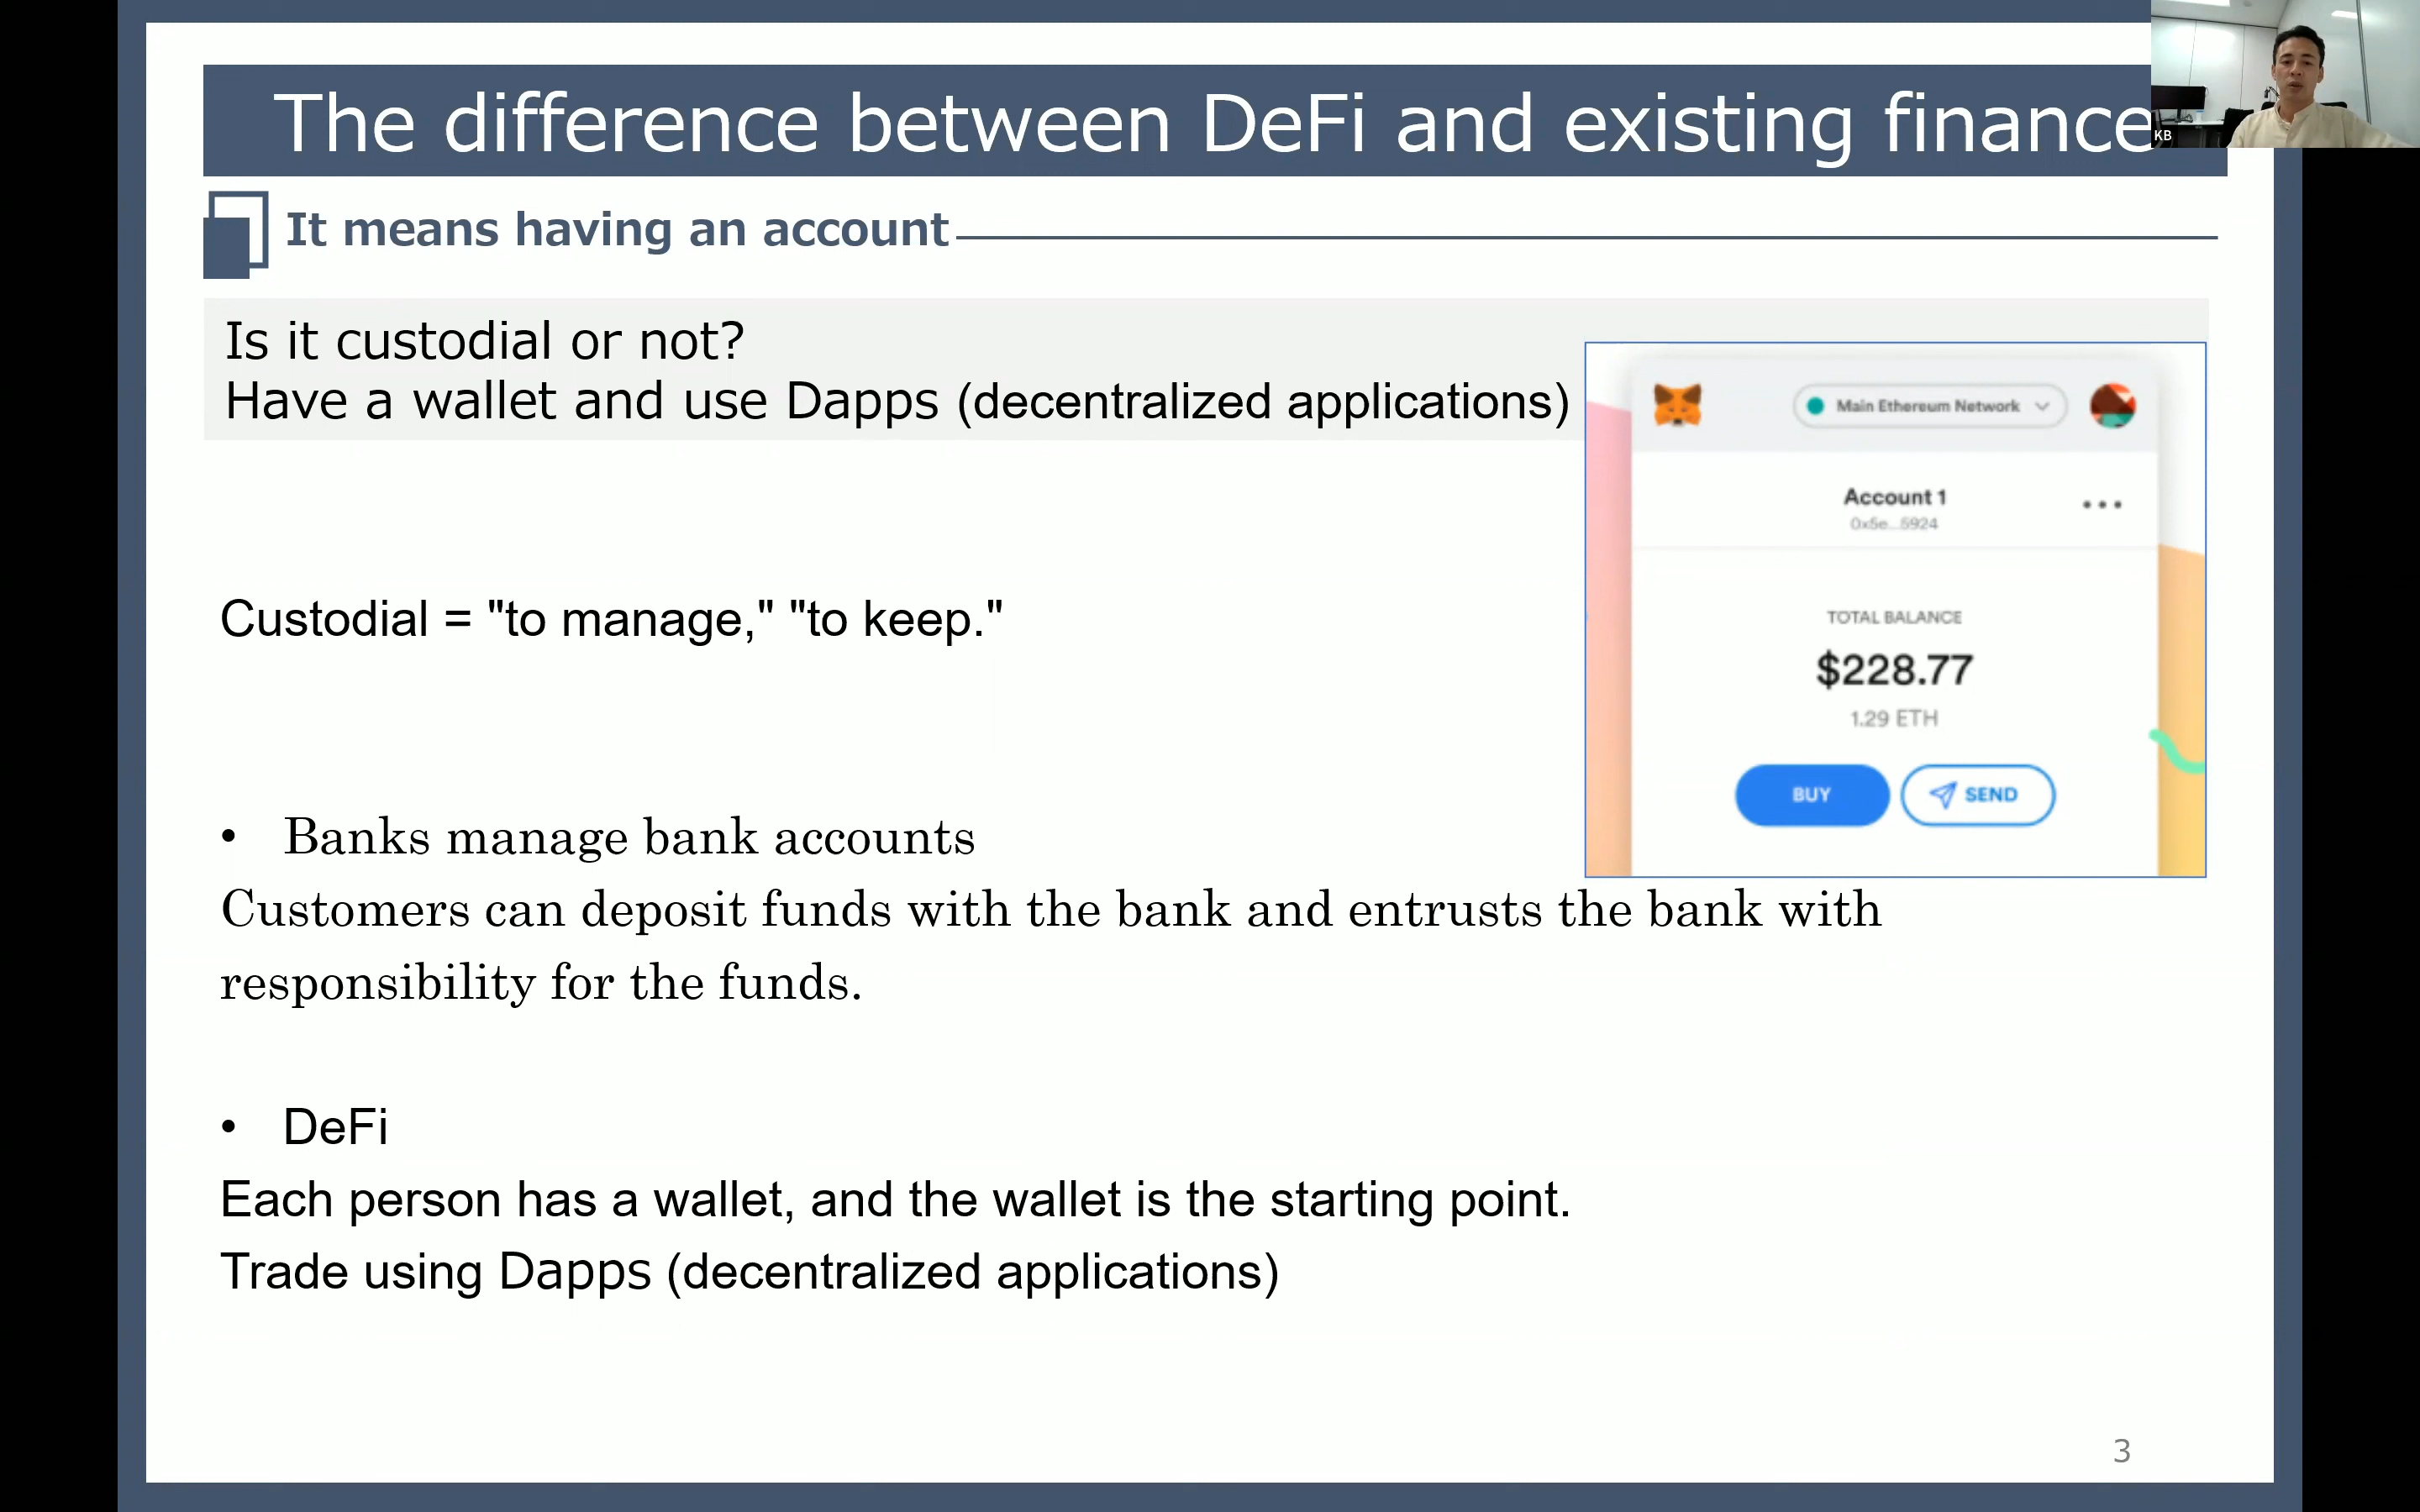 The difference between DeFi and existing finance
KB
It means having an account
Is it custodial or not?
Have a wallet and use Dapps (decentralized applications)
Main Ethereum Network
Account 1
0x5e...5924
TOTAL BALANCE
$228.77
1.29 ETH
BUY
SEND
Custodial = "to manage," "to keep."
• Banks manage bank accounts
Customers can deposit funds with the bank and entrusts the bank with
responsibility for the funds.
• DeFi
Each person has a wallet, and the wallet is the starting point.
Trade using Dapps (decentralized applications)
3